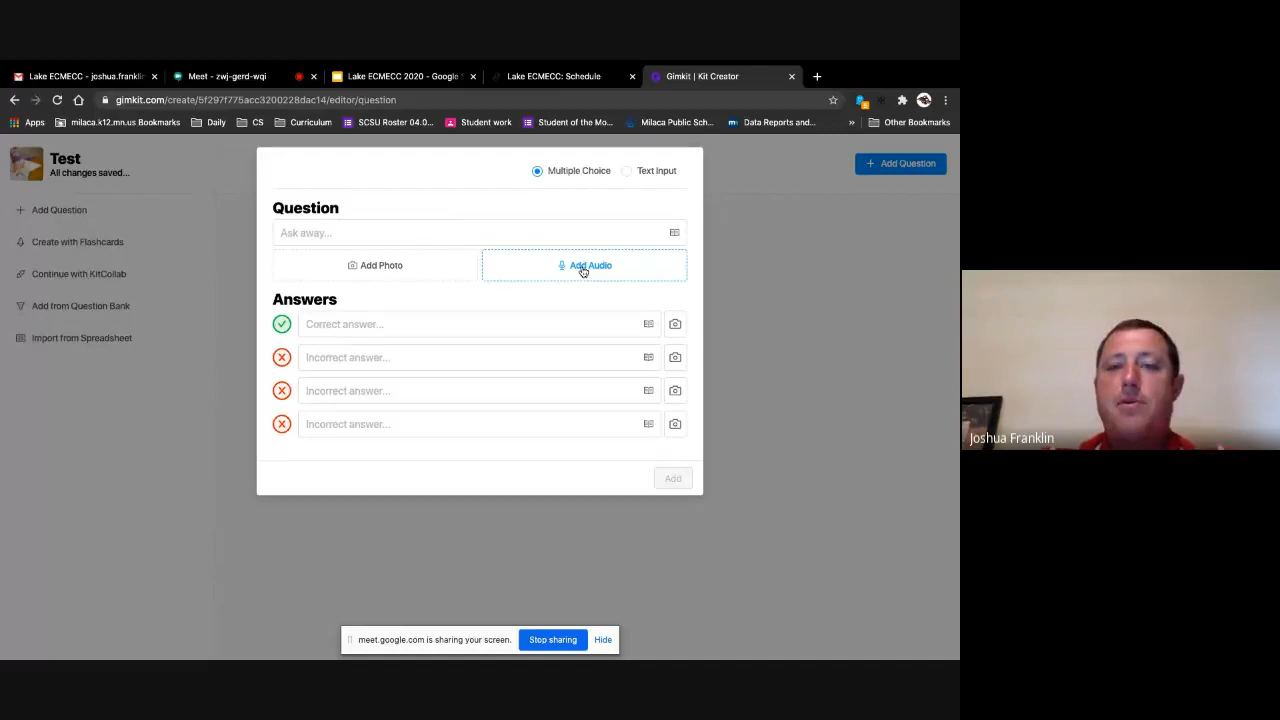 Lake ECMECC - joshua.franklin
Meet - zwj-gerd-wqi
Lake ECMECC 2020 - Google S
Lake ECMECC: Schedule
Gimkit | Kit Creator
gimkit.com/create/5f297f775acc3200228dac14/editor/question
Apps
milaca.k12.mn.us Bookmarks
Daily
CS
Curriculum
SCSU Roster 04.0...
Student work
Student of the Mo...
Milaca Public Sch...
Data Reports and...
»
Other Bookmarks
Test
All changes saved...
+ Add Question
Add Question
Create with Flashcards
Continue with KitCollab
Add from Question Bank
Import from Spreadsheet
Multiple Choice
Text Input
Question
Ask away...
Add Photo
Add Audio
Answers
Correct answer...
Incorrect answer...
Incorrect answer...
Incorrect answer...
Add
meet.google.com is sharing your screen.
Stop sharing
Hide
Joshua Franklin